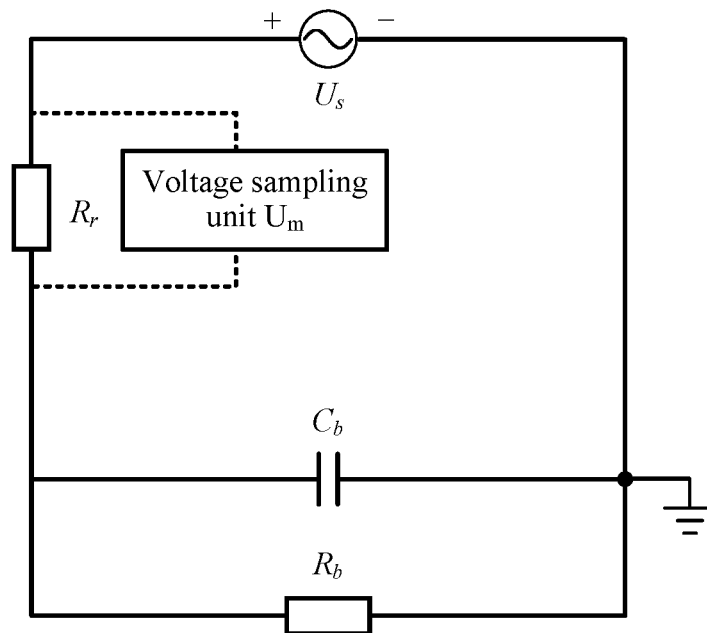 + −
U_s
Voltage sampling
unit U_m
R_r
C_b
R_b